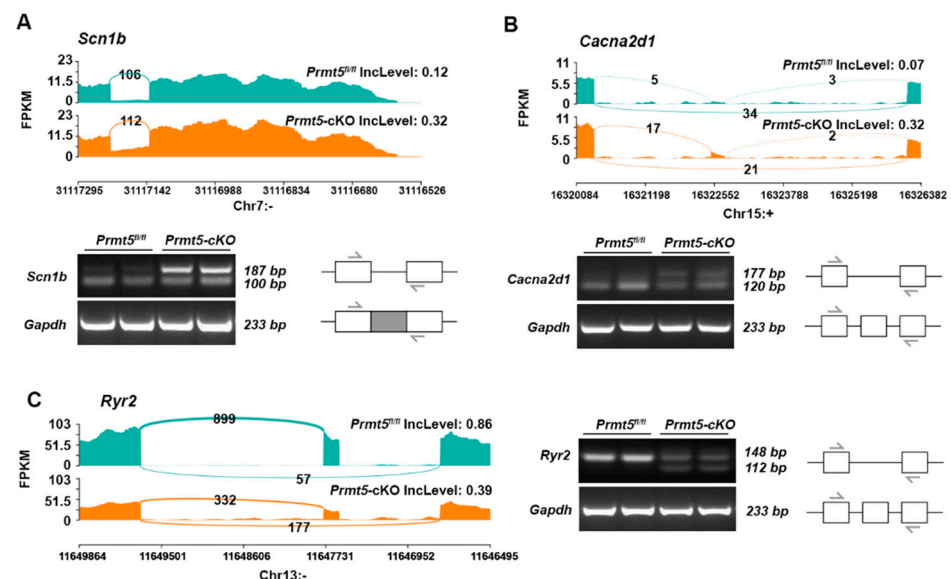 A
Scn1b
23
11.5
0
FPKM
106
Prmt5fl/fl IncLevel: 0.12
23
11.5
0
112
Prmt5-cKO IncLevel: 0.32
31117295 31117142 31116988 31116834 31116680 31116526
Chr7:-
Prmt5fl/fl Prmt5-cKO
Scn1b
187 bp
100 bp
Gapdh
233 bp
B
Cacna2d1
11
5.5
0
FPKM
5
3
34
Prmt5fl/fl IncLevel: 0.07
11
5.5
0
17
2
21
Prmt5-cKO IncLevel: 0.32
16320084 16321198 16322552 16323788 16325198 16326382
Chr15:+
Prmt5fl/fl Prmt5-cKO
Cacna2d1
177 bp
120 bp
Gapdh
233 bp
C
Ryr2
103
51.5
0
FPKM
899
57
Prmt5fl/fl IncLevel: 0.86
103
51.5
0
332
177
Prmt5-cKO IncLevel: 0.39
11649864 11649501 11648606 11647731 11646952 11646495
Chr13:-
Prmt5fl/fl Prmt5-cKO
Ryr2
148 bp
112 bp
Gapdh
233 bp